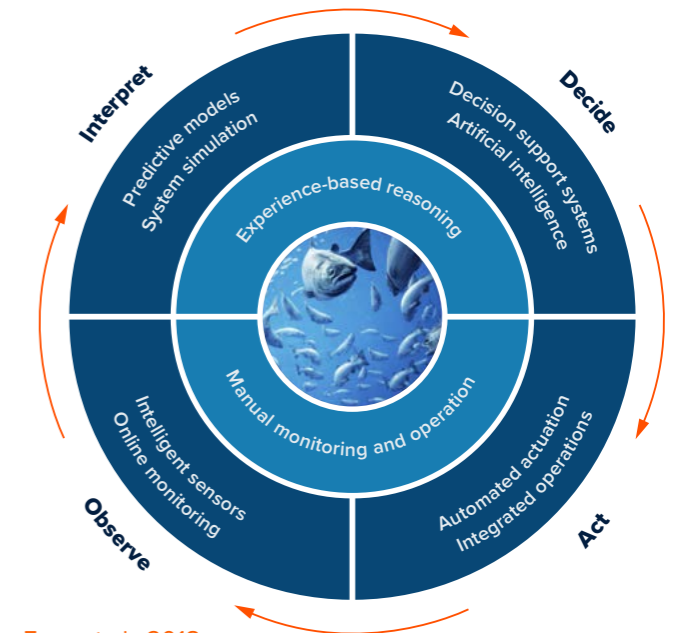 Interpret
Predictive models
System simulation
Decide
Decision support systems
Artificial intelligence
Experience-based reasoning
Manual monitoring and operation
Observe
Intelligent sensors
Online monitoring
Act
Automated actuation
Integrated operations